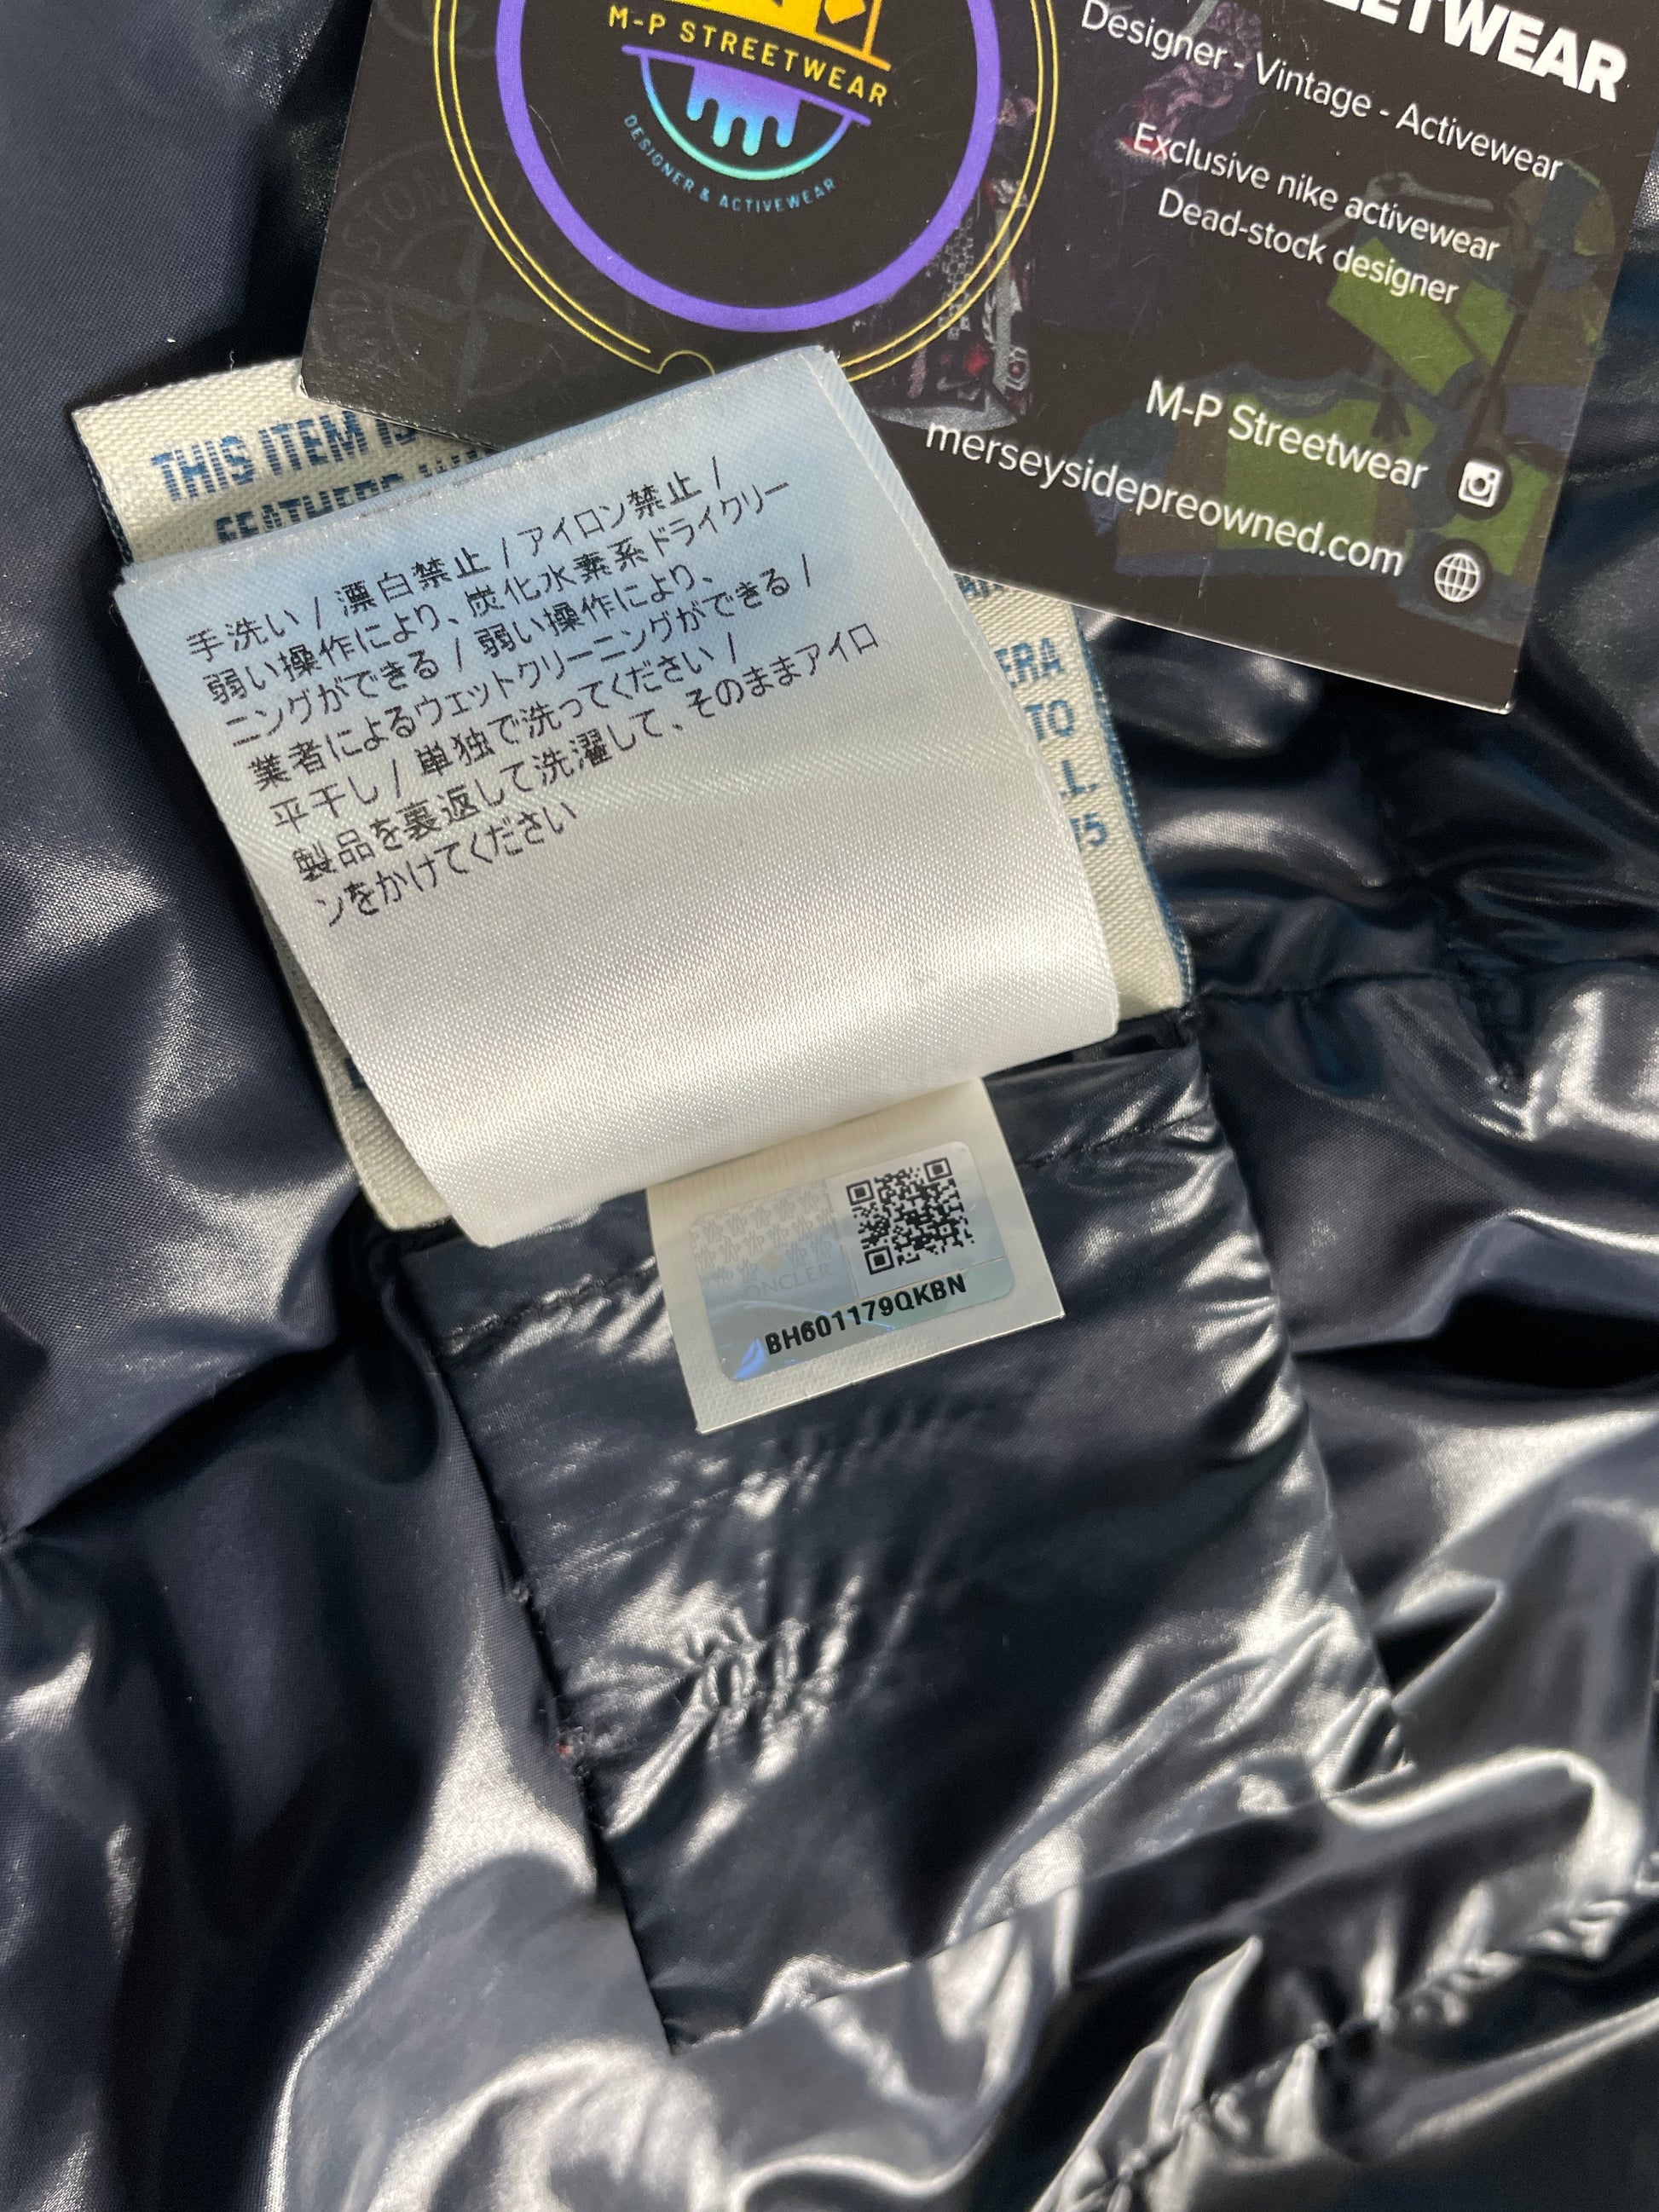 M-P STREETWEAR
DESIGNER & ACTIVEWEAR
Designer - Vintage - Activewear
Exclusive nike activewear
Dead-stock designer
M-P Streetwear
merseysidepreowned.com
THIS ITEM IS
FEATHERS
TO
手洗い / 漂白禁止 / アイロン禁止 /
弱い操作により、炭化水素系ドライクリー
ニングができる / 弱い操作により、
業者によるウェットクリーニングができる /
平干し / 単独で洗ってください /
製品を裏返して洗濯して、そのままアイロ
ンをかけてください
BH601179QKBN